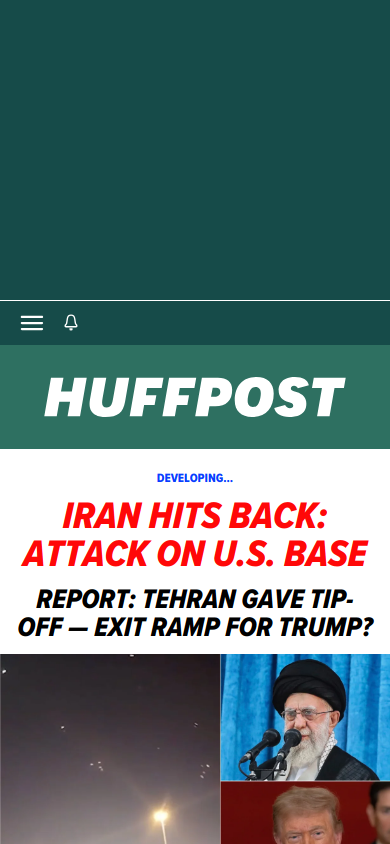 HUFFPOST
DEVELOPING...
IRAN HITS BACK:
ATTACK ON U.S. BASE
REPORT: TEHRAN GAVE TIP-
OFF — EXIT RAMP FOR TRUMP?